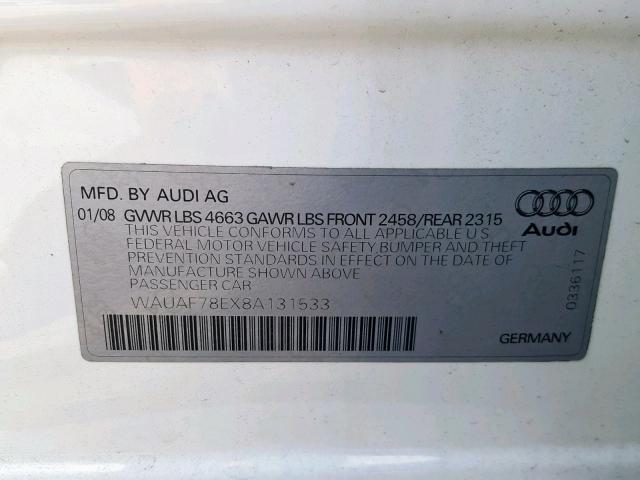 MFD. BY AUDI AG
01/08 GVWR LBS 4663 GAWR LBS FRONT 2458/REAR 2315
THIS VEHICLE CONFORMS TO ALL APPLICABLE U S
FEDERAL MOTOR VEHICLE SAFETY, BUMPER AND THEFT
PREVENTION STANDARDS IN EFFECT ON THE DATE OF
MANUFACTURE SHOWN ABOVE
PASSENGER CAR
WAUAF78EX8A131533
Audi
0336117
GERMANY